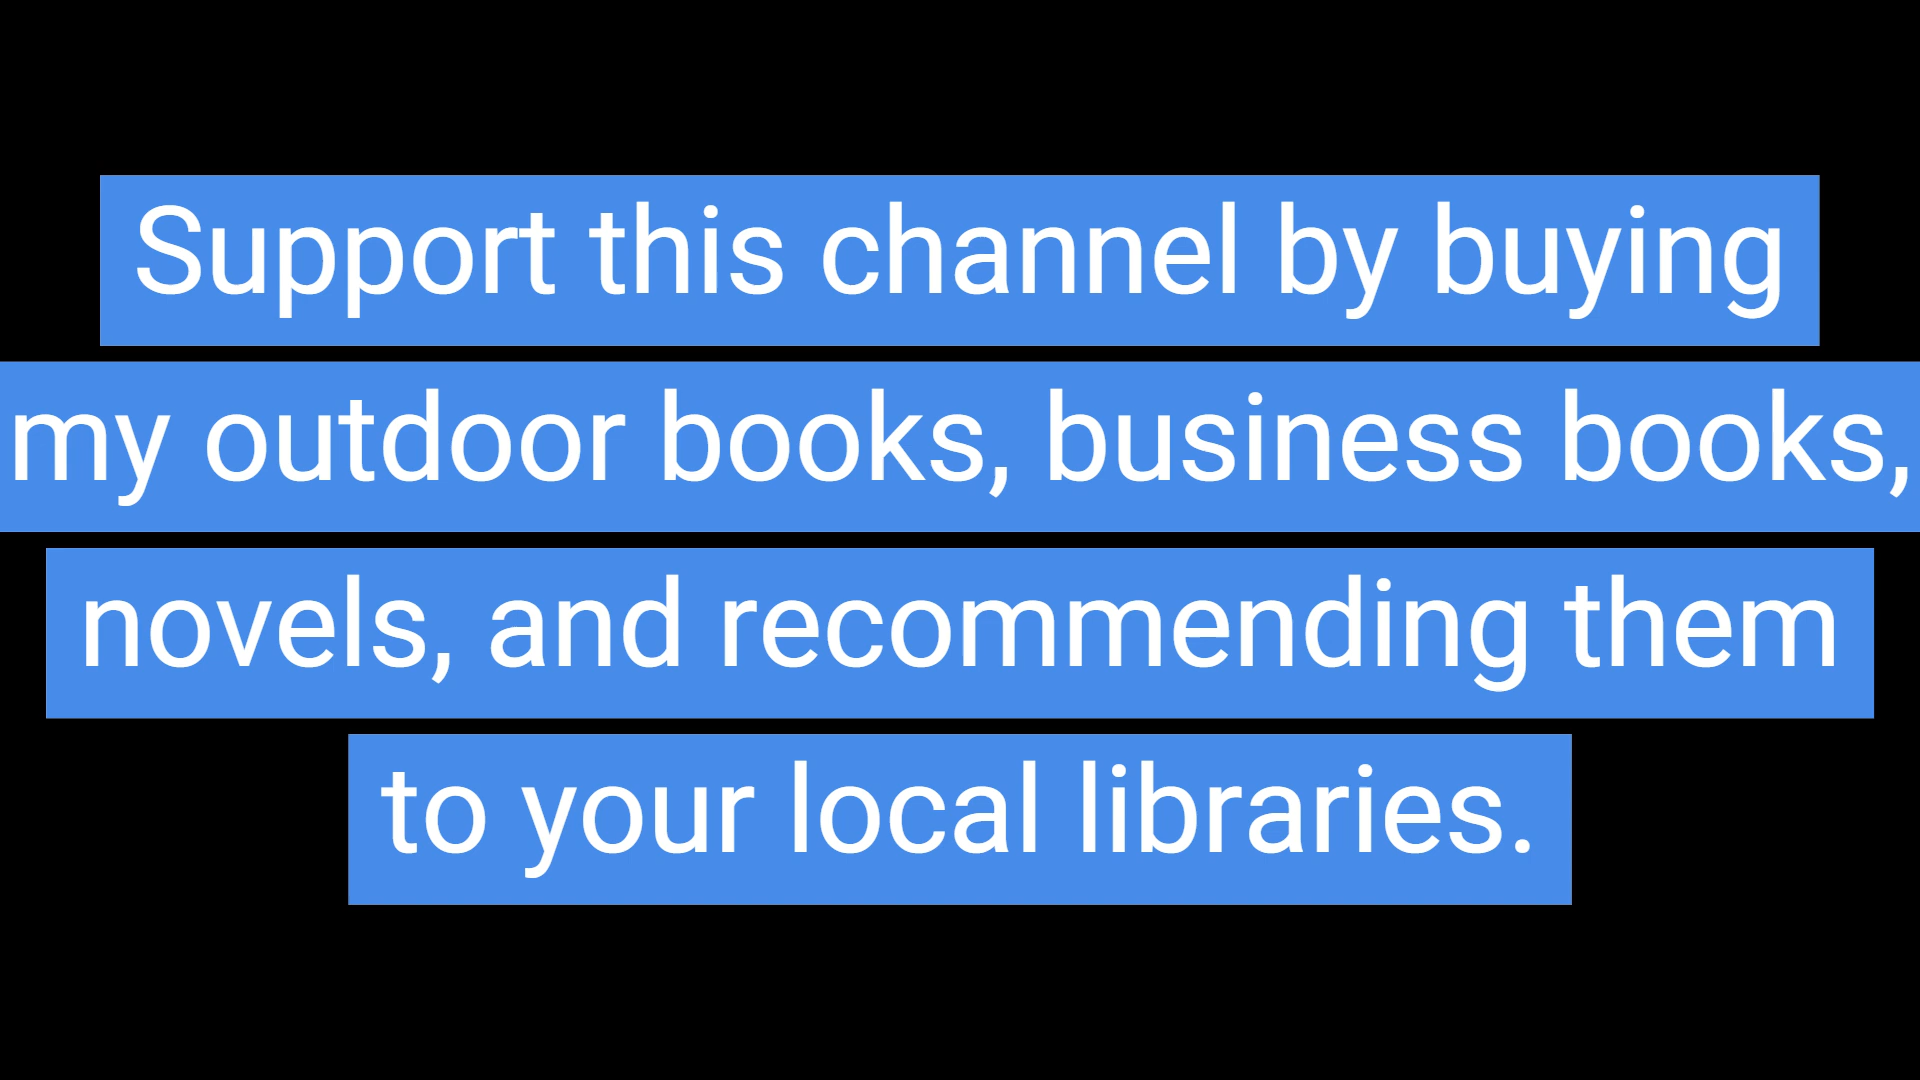 Support this channel by buying
my outdoor books, business books,
novels, and recommending them
to your local libraries.